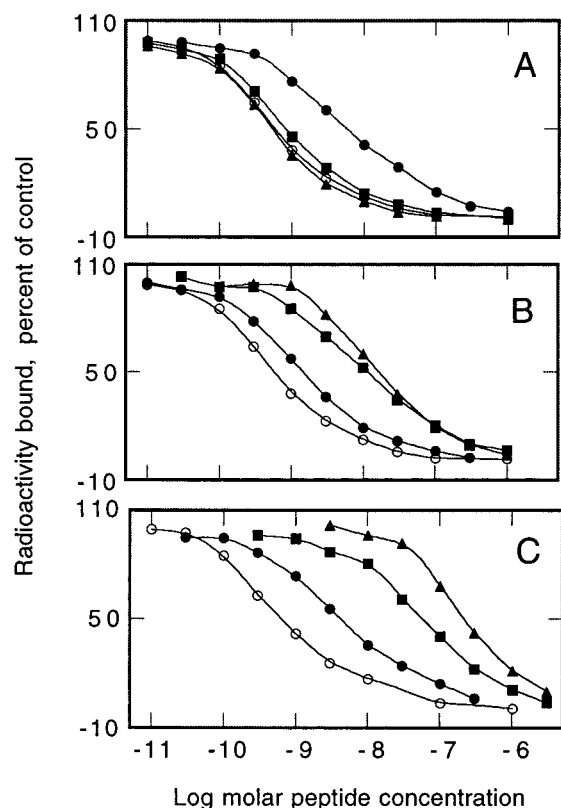 Radioactivity bound, percent of control
110
50
-10
A
110
50
-10
B
110
50
-10
C
-11 -10 -9 -8 -7 -6
Log molar peptide concentration